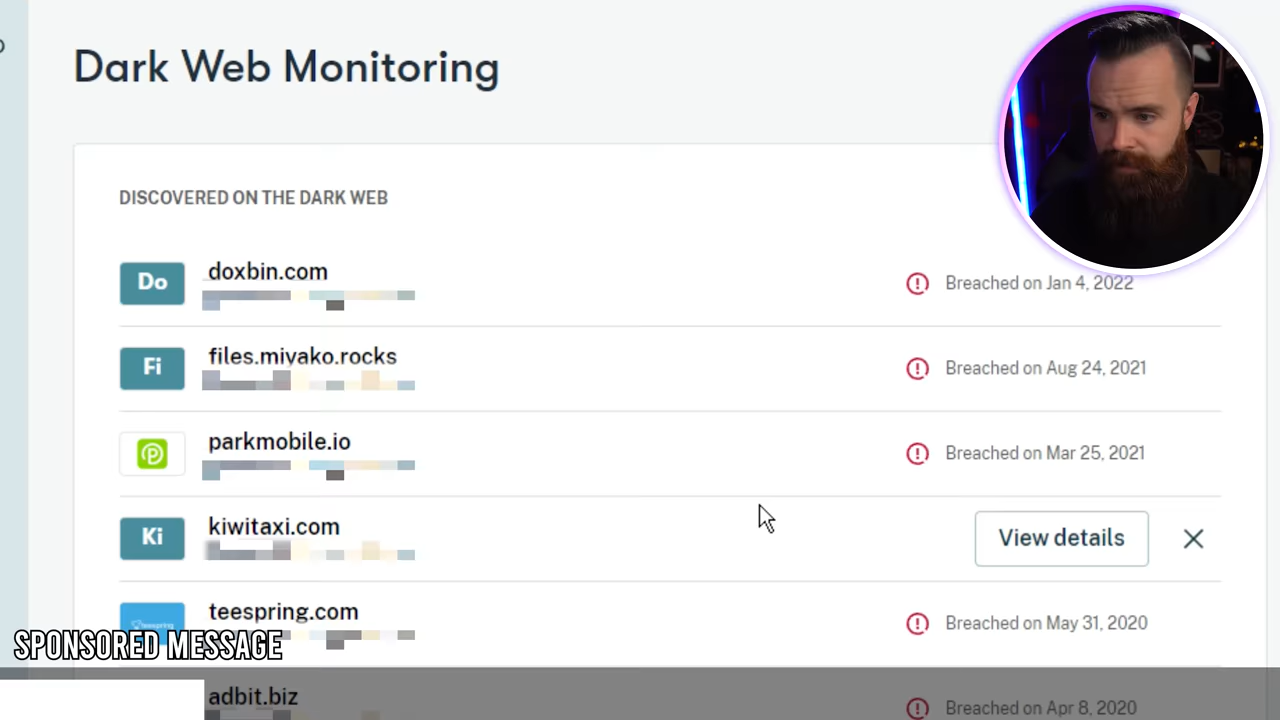 Dark Web Monitoring
DISCOVERED ON THE DARK WEB
Do
doxbin.com
Breached on Jan 4, 2022
Fi
files.miyako.rocks
Breached on Aug 24, 2021
parkmobile.io
Breached on Mar 25, 2021
Ki
kiwitaxi.com
View details
teespring
teespring.com
Breached on May 31, 2020
SPONSORED MESSAGE
adbit.biz
Breached on Apr 8, 2020